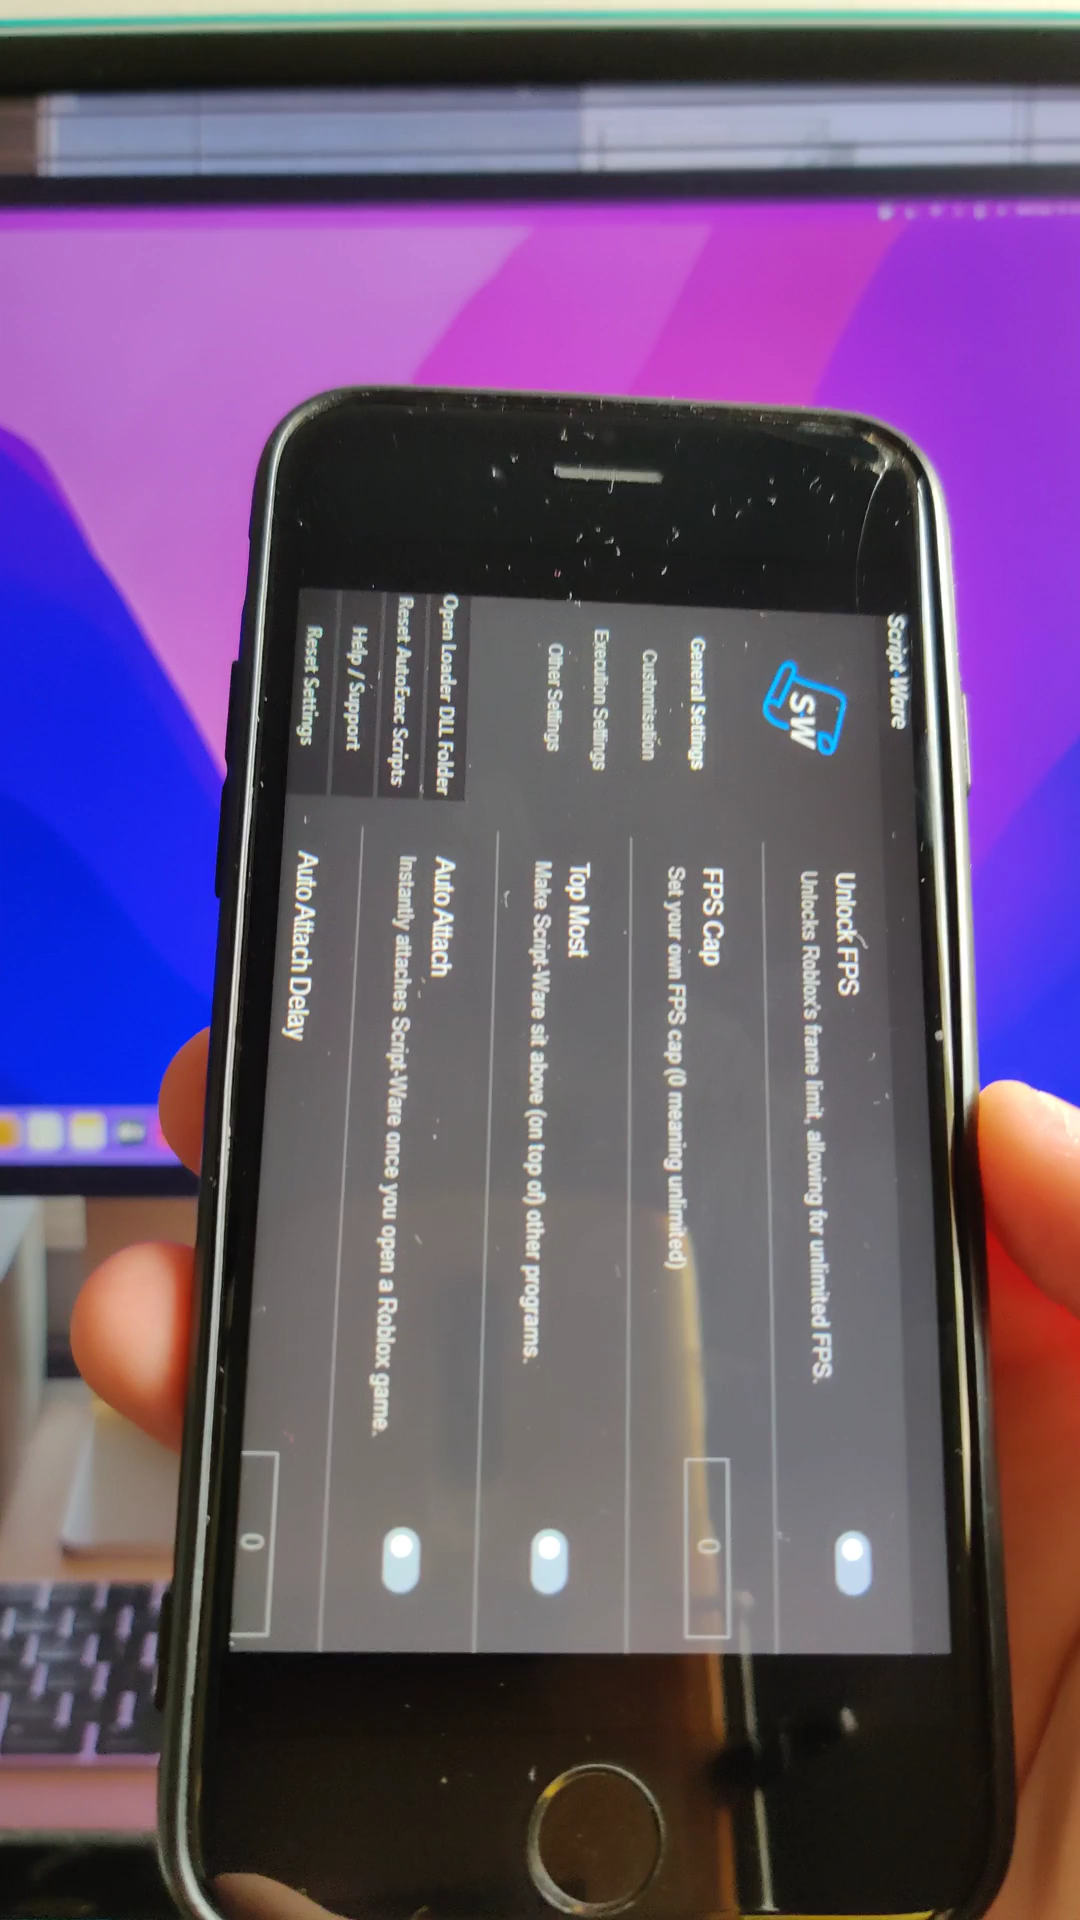 Script-Ware
SW
General Settings
Customisation
Execution Settings
Other Settings
Open Loader DLL Folder
Reset AutoExec Scripts
Help / Support
Reset Settings
Unlock FPS
Unlocks Roblox's frame limit, allowing for unlimited FPS.
FPS Cap
Set your own FPS cap (0 meaning unlimited)
0
Top Most
Make Script-Ware sit above (on top of) other programs.
Auto Attach
Instantly attaches Script-Ware once you open a Roblox game.
Auto Attach Delay
0